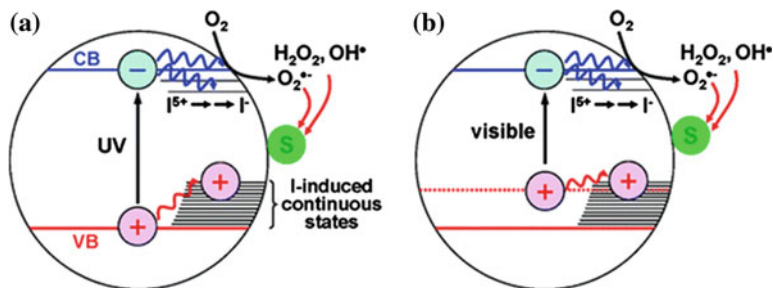 (a)
CB
−
O₂
H₂O₂, OH•
O₂•-
I⁵⁺ → → I⁻
UV
S
+
+
I-induced
continuous
states
VB
(b)
−
O₂
H₂O₂, OH•
O₂•-
I⁵⁺ → → I⁻
visible
S
+
+